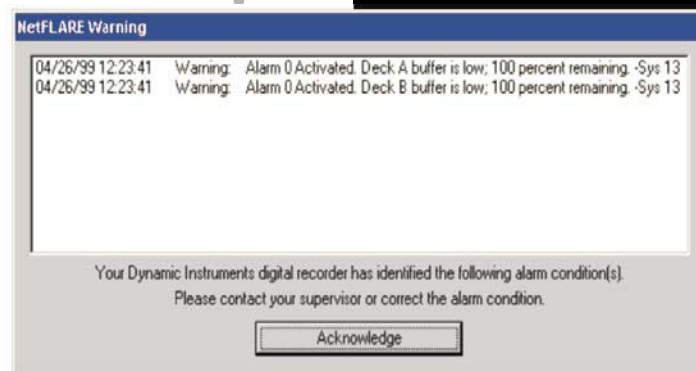 NetFLARE Warning
04/26/99 12:23:41 Warning: Alarm 0 Activated. Deck A buffer is low; 100 percent remaining. -Sys 13
04/26/99 12:23:41 Warning: Alarm 0 Activated. Deck B buffer is low; 100 percent remaining. -Sys 13
Your Dynamic Instruments digital recorder has identified the following alarm condition(s).
Please contact your supervisor or correct the alarm condition.
Acknowledge